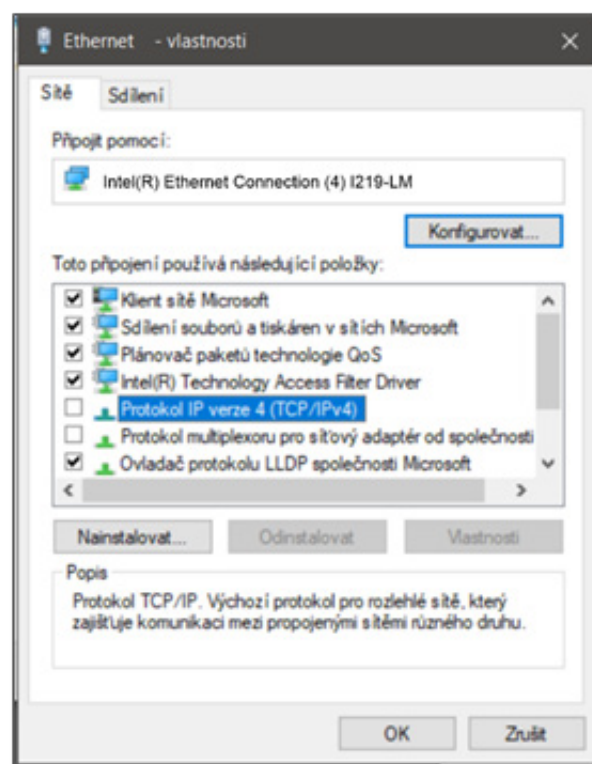 Ethernet - vlastnosti
Sítě Sdílení
Připojit pomocí:
Intel(R) Ethernet Connection (4) I219-LM
Konfigurovat...
Toto připojení používá následující položky:
Klient sítě Microsoft
Sdílení souborů a tiskáren v sítích Microsoft
Plánovač paketů technologie QoS
Intel(R) Technology Access Filter Driver
Protokol IP verze 4 (TCP/IPv4)
Protokol multiplexoru pro síťový adaptér od společnosti
Ovladač protokolu LLDP společnosti Microsoft
Nainstalovat... Odinstalovat Vlastnosti
Popis
Protokol TCP/IP. Výchozí protokol pro rozlehlé sítě, který
zajišťuje komunikaci mezi propojenými sítěmi různého druhu.
OK Zrušit